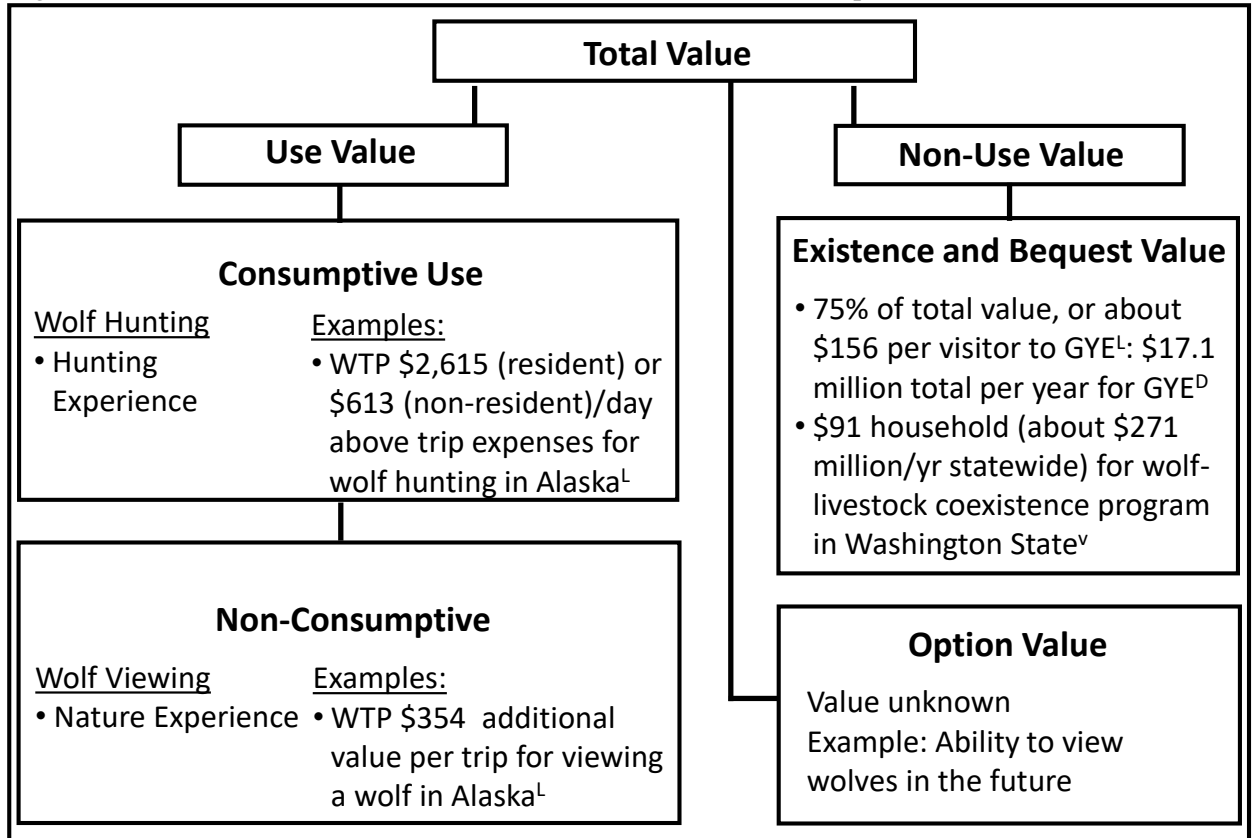 Total Value
Use Value
Non-Use Value
Consumptive Use
Wolf Hunting
• Hunting
Experience
Examples:
• WTP $2,615 (resident) or
$613 (non-resident)/day
above trip expenses for
wolf hunting in Alaskaᴸ
Non-Consumptive
Wolf Viewing
• Nature Experience
Examples:
• WTP $354 additional
value per trip for viewing
a wolf in Alaskaᴸ
Existence and Bequest Value
• 75% of total value, or about
$156 per visitor to GYEᴸ: $17.1
million total per year for GYEᴰ
• $91 household (about $271
million/yr statewide) for wolf-
livestock coexistence program
in Washington Stateᵛ
Option Value
Value unknown
Example: Ability to view
wolves in the future